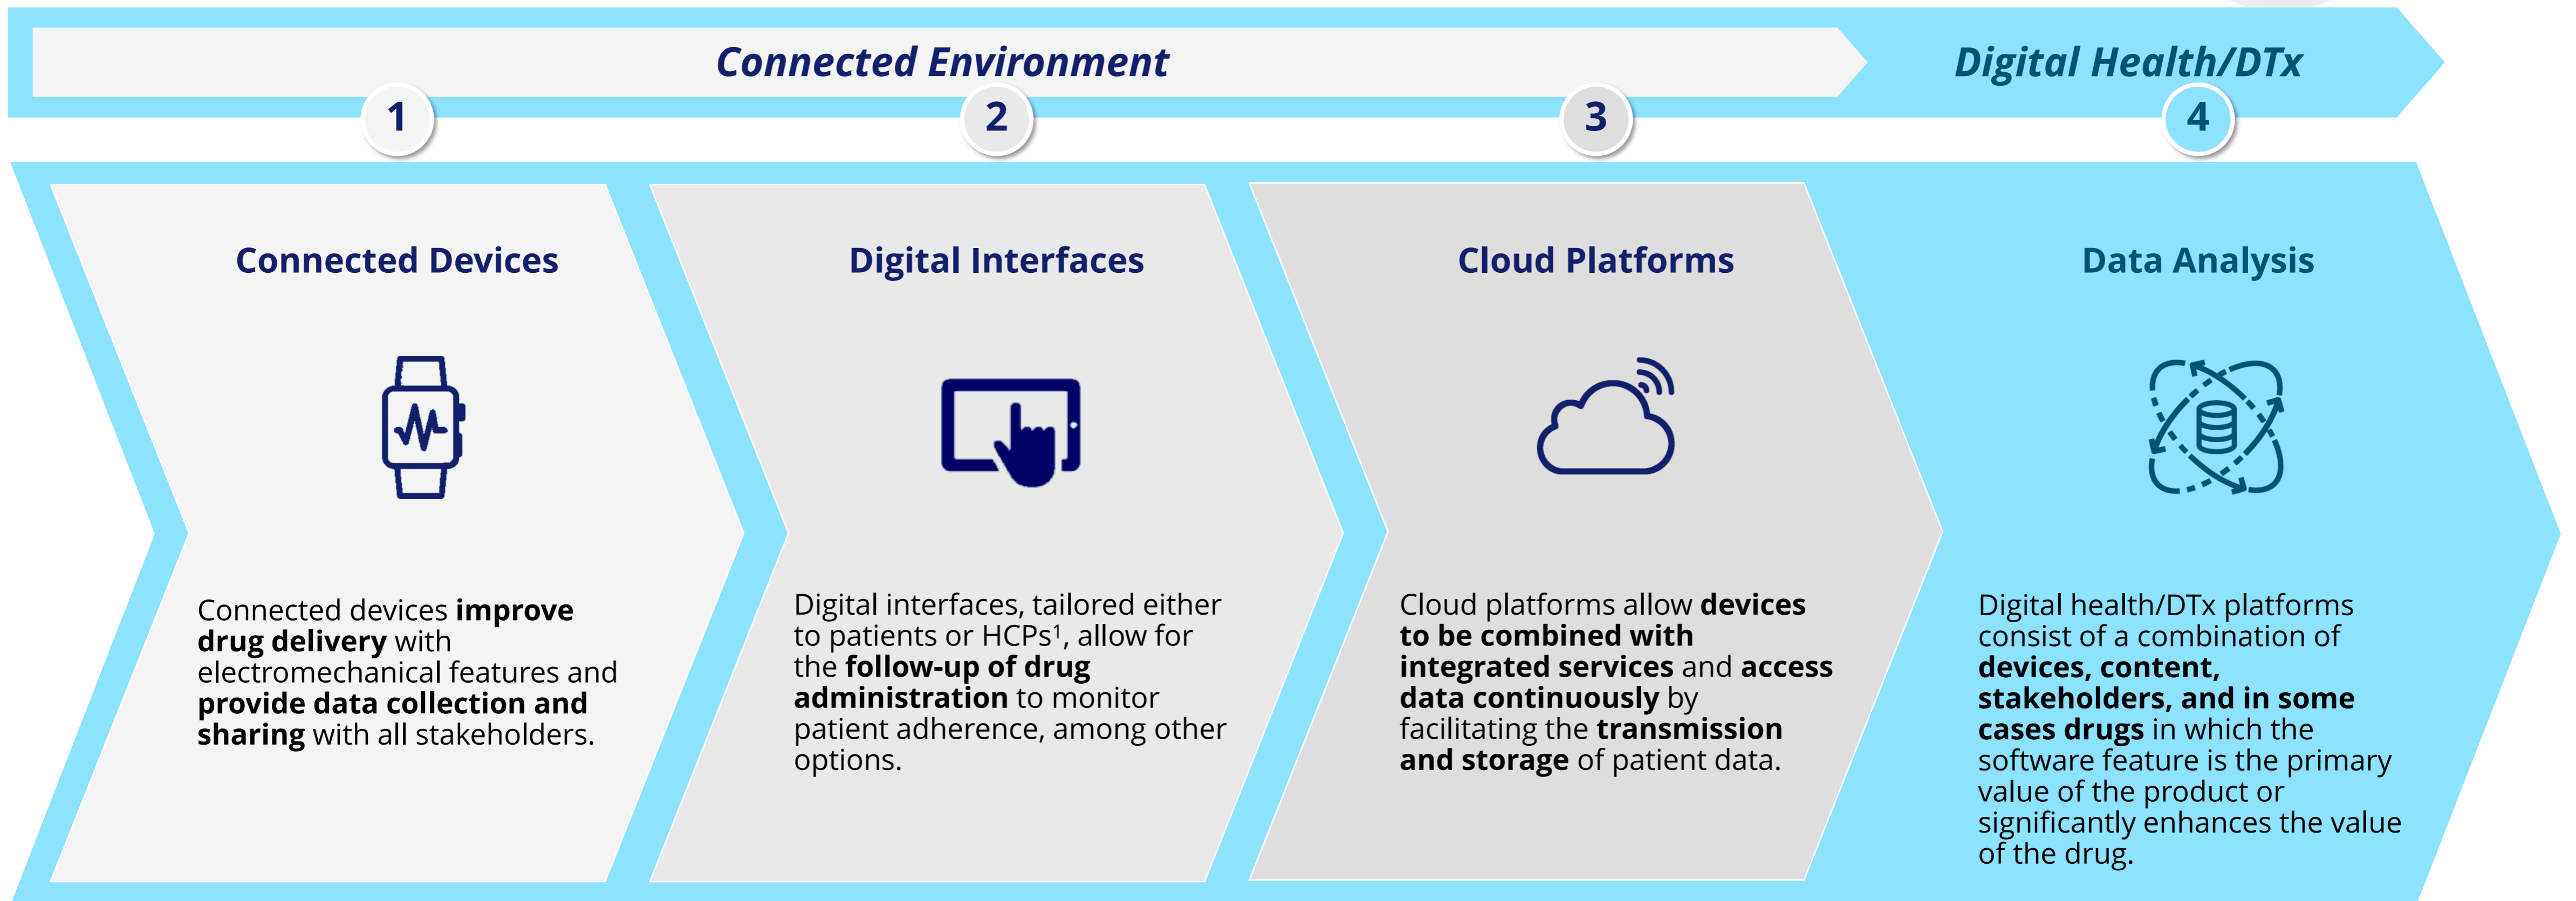 Connected Environment
Digital Health/DTx
1
2
3
4
Connected Devices
Connected devices improve
drug delivery with
electromechanical features and
provide data collection and
sharing with all stakeholders.
Digital Interfaces
Digital interfaces, tailored either
to patients or HCPs¹, allow for
the follow-up of drug
administration to monitor
patient adherence, among other
options.
Cloud Platforms
Cloud platforms allow devices
to be combined with
integrated services and access
data continuously by
facilitating the transmission
and storage of patient data.
Data Analysis
Digital health/DTx platforms
consist of a combination of
devices, content,
stakeholders, and in some
cases drugs in which the
software feature is the primary
value of the product or
significantly enhances the value
of the drug.